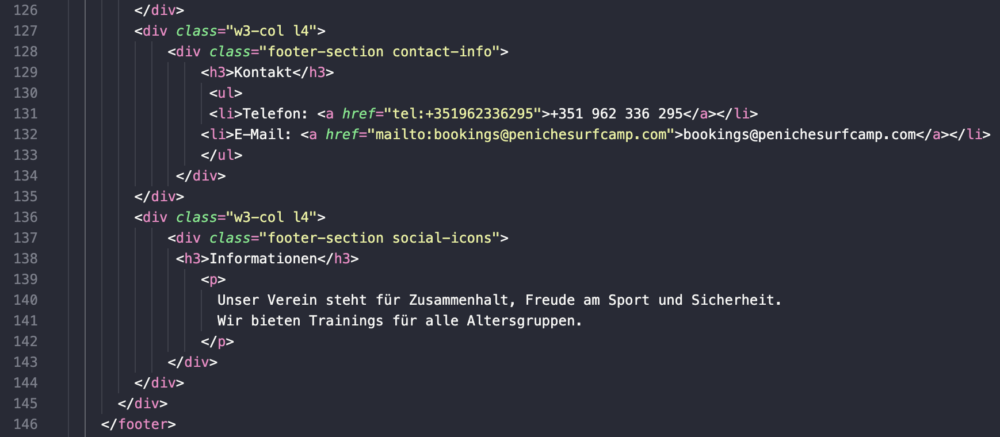 126 </div>
127 <div class="w3-col l4">
128 <div class="footer-section contact-info">
129 <h3>Kontakt</h3>
130 <ul>
131 <li>Telefon: <a href="tel:+351962336295">+351 962 336 295</a></li>
132 <li>E-Mail: <a href="mailto:bookings@penichesurfcamp.com">bookings@penichesurfcamp.com</a></li>
133 </ul>
134 </div>
135 </div>
136 <div class="w3-col l4">
137 <div class="footer-section social-icons">
138 <h3>Informationen</h3>
139 <p>
140 Unser Verein steht für Zusammenhalt, Freude am Sport und Sicherheit.
141 Wir bieten Trainings für alle Altersgruppen.
142 </p>
143 </div>
144 </div>
145 </div>
146 </footer>